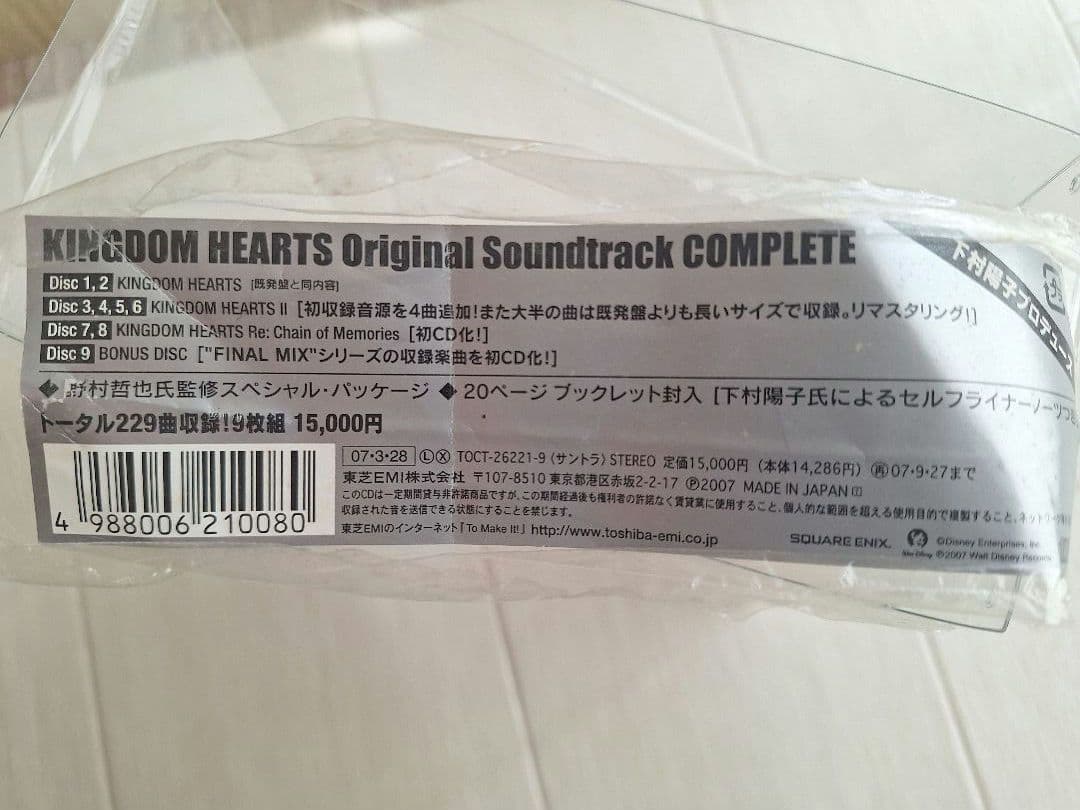 KINGDOM HEARTS Original Soundtrack COMPLETE
下村陽子プロデュース
Disc 1, 2 KINGDOM HEARTS [既発盤と同内容]
Disc 3, 4, 5, 6 KINGDOM HEARTS II [初収録音源を4曲追加!また大半の曲は既発盤よりも長いサイズで収録。リマスタリング!]
Disc 7, 8 KINGDOM HEARTS Re: Chain of Memories [初CD化!]
Disc 9 BONUS DISC ["FINAL MIX"シリーズの収録楽曲を初CD化!]
◆野村哲也氏監修スペシャル・パッケージ ◆20ページ ブックレット封入 [下村陽子氏によるセルフライナーノーツつき
トータル229曲収録!9枚組 15,000円
07・3・28 Ⓛ Ⓧ TOCT-26221-9 〈サントラ〉 STEREO 定価15,000円 (本体14,286円) 再 07・9・27まで
東芝EMI株式会社 〒107-8510 東京都港区赤坂2-2-17 Ⓟ2007 MADE IN JAPAN
このCDは一定期間貸与非許諾商品ですが、この期間経過後も権利者の許諾なく賃貸業に使用すること、個人的な範囲を超える使用目的で複製すること、ネットワーク
収録された音を送信できる状態にすることを禁じます。
東芝EMIのインターネット「To Make It!」 http://www.toshiba-emi.co.jp
4 988006 210080
SQUARE ENIX.
Walt Disney
©Disney Enterprises, Inc.
Ⓟ2007 Walt Disney Records